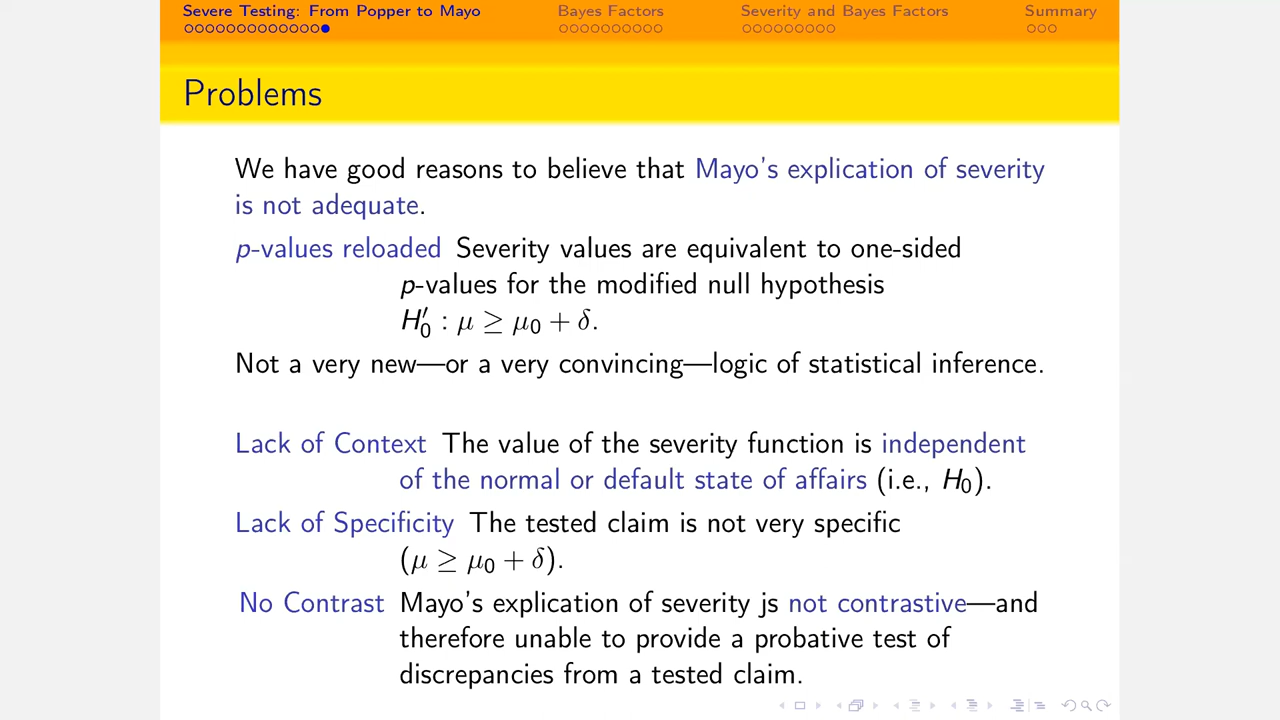 Severe Testing: From Popper to Mayo Bayes Factors Severity and Bayes Factors Summary
Problems
We have good reasons to believe that Mayo's explication of severity
is not adequate.
p-values reloaded Severity values are equivalent to one-sided
p-values for the modified null hypothesis
H′₀ : μ ≥ μ₀ + δ.
Not a very new—or a very convincing—logic of statistical inference.
Lack of Context The value of the severity function is independent
of the normal or default state of affairs (i.e., H₀).
Lack of Specificity The tested claim is not very specific
(μ ≥ μ₀ + δ).
No Contrast Mayo's explication of severity js not contrastive—and
therefore unable to provide a probative test of
discrepancies from a tested claim.